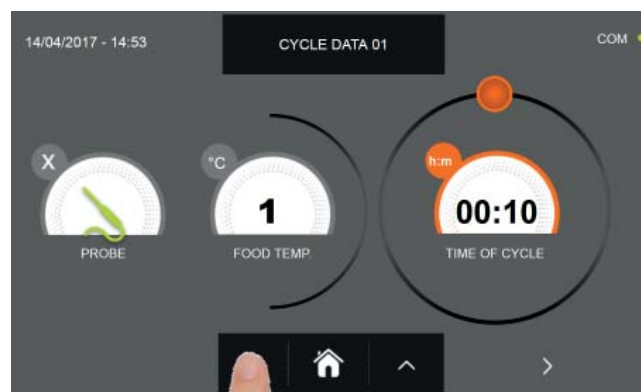 14/04/2017 - 14:53
CYCLE DATA 01
COM
X
°C
h:m
1
00:10
PROBE
FOOD TEMP.
TIME OF CYCLE